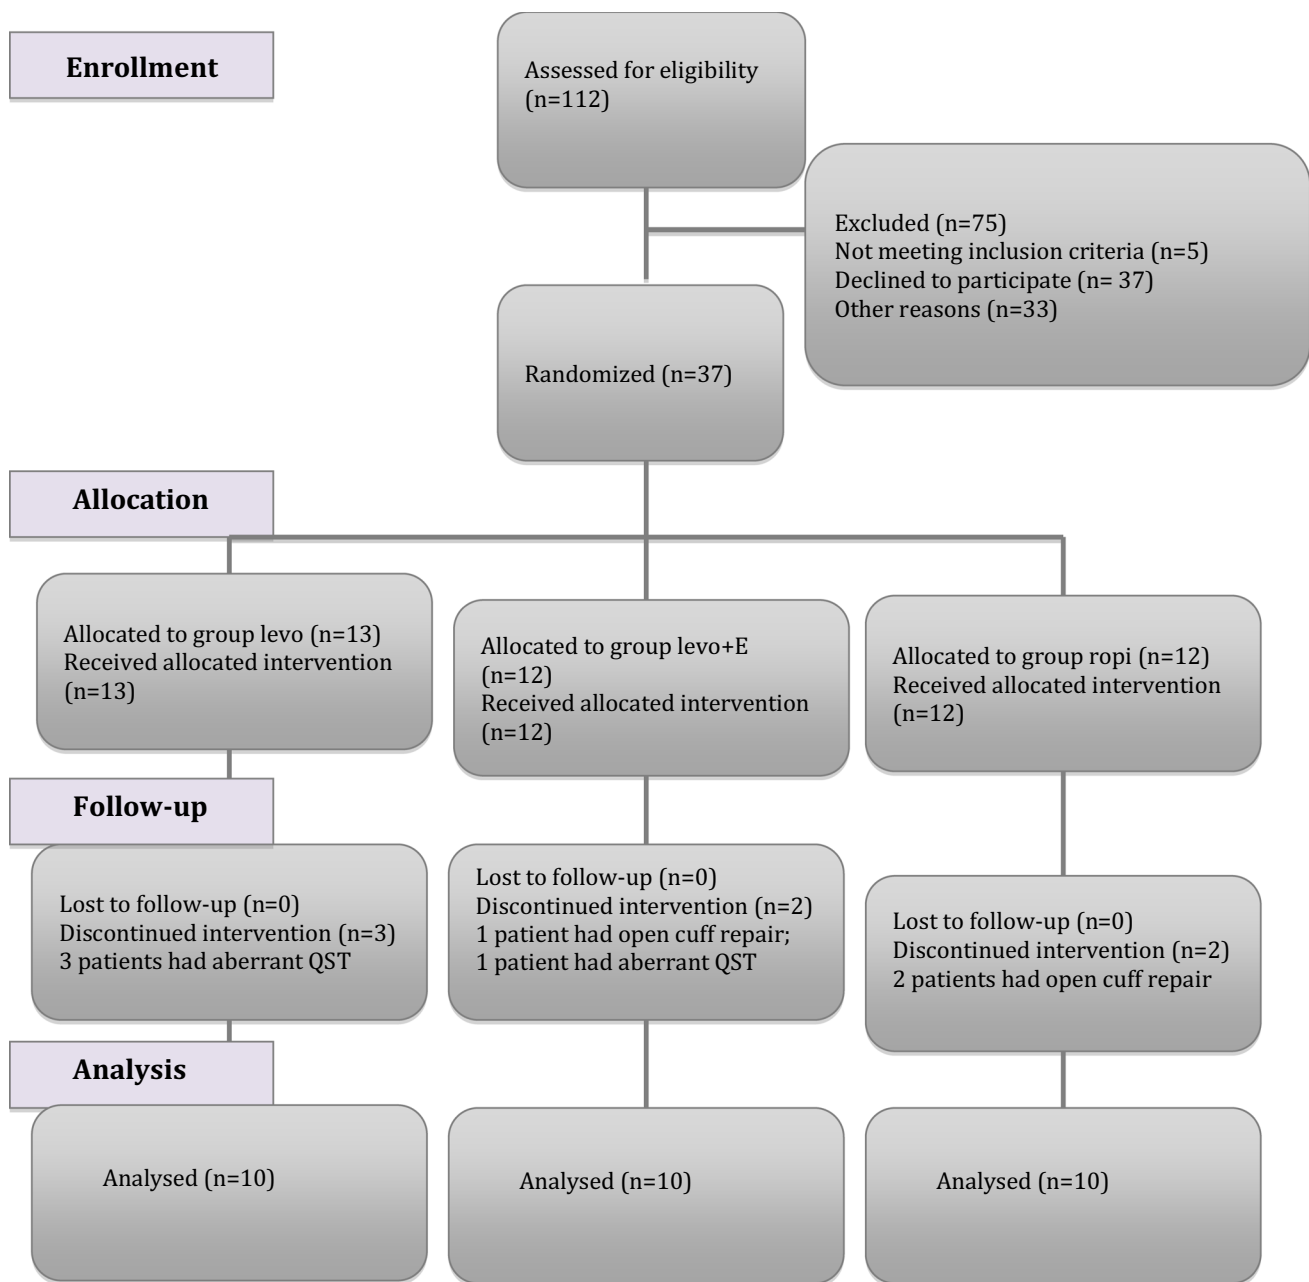 Enrollment
Assessed for eligibility
(n=112)
Excluded (n=75)
Not meeting inclusion criteria (n=5)
Declined to participate (n= 37)
Other reasons (n=33)
Randomized (n=37)
Allocation
Allocated to group levo (n=13)
Received allocated intervention
(n=13)
Allocated to group levo+E
(n=12)
Received allocated intervention
(n=12)
Allocated to group ropi (n=12)
Received allocated intervention
(n=12)
Follow-up
Lost to follow-up (n=0)
Discontinued intervention (n=3)
3 patients had aberrant QST
Lost to follow-up (n=0)
Discontinued intervention (n=2)
1 patient had open cuff repair;
1 patient had aberrant QST
Lost to follow-up (n=0)
Discontinued intervention (n=2)
2 patients had open cuff repair
Analysis
Analysed (n=10)
Analysed (n=10)
Analysed (n=10)